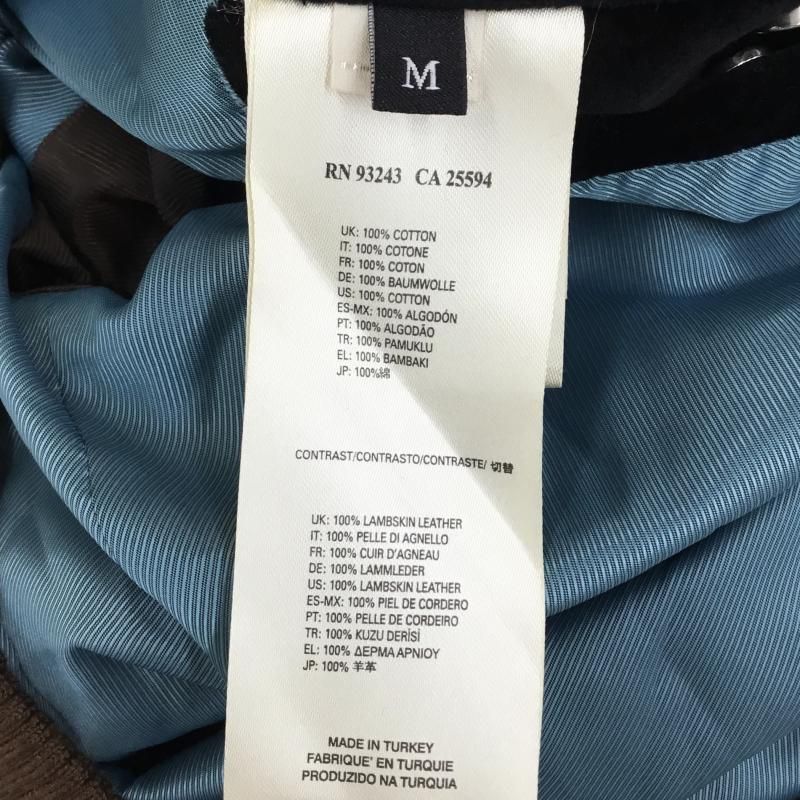 M
RN 93243 CA 25594
UK: 100% COTTON
IT: 100% COTONE
FR: 100% COTON
DE: 100% BAUMWOLLE
US: 100% COTTON
ES-MX: 100% ALGODÓN
PT: 100% ALGODÃO
TR: 100% PAMUKLU
EL: 100% BAMBAKI
JP: 100%綿
CONTRAST/CONTRASTO/CONTRASTE/ 切替
UK: 100% LAMBSKIN LEATHER
IT: 100% PELLE DI AGNELLO
FR: 100% CUIR D'AGNEAU
DE: 100% LAMMLEDER
US: 100% LAMBSKIN LEATHER
ES-MX: 100% PIEL DE CORDERO
PT: 100% PELLE DE CORDEIRO
TR: 100% KUZU DERİSİ
EL: 100% ΔΕΡΜΑ ΑΡΝΙΟΥ
JP: 100% 羊革
MADE IN TURKEY
FABRIQUE' EN TURQUIE
PRODUZIDO NA TURQUIA